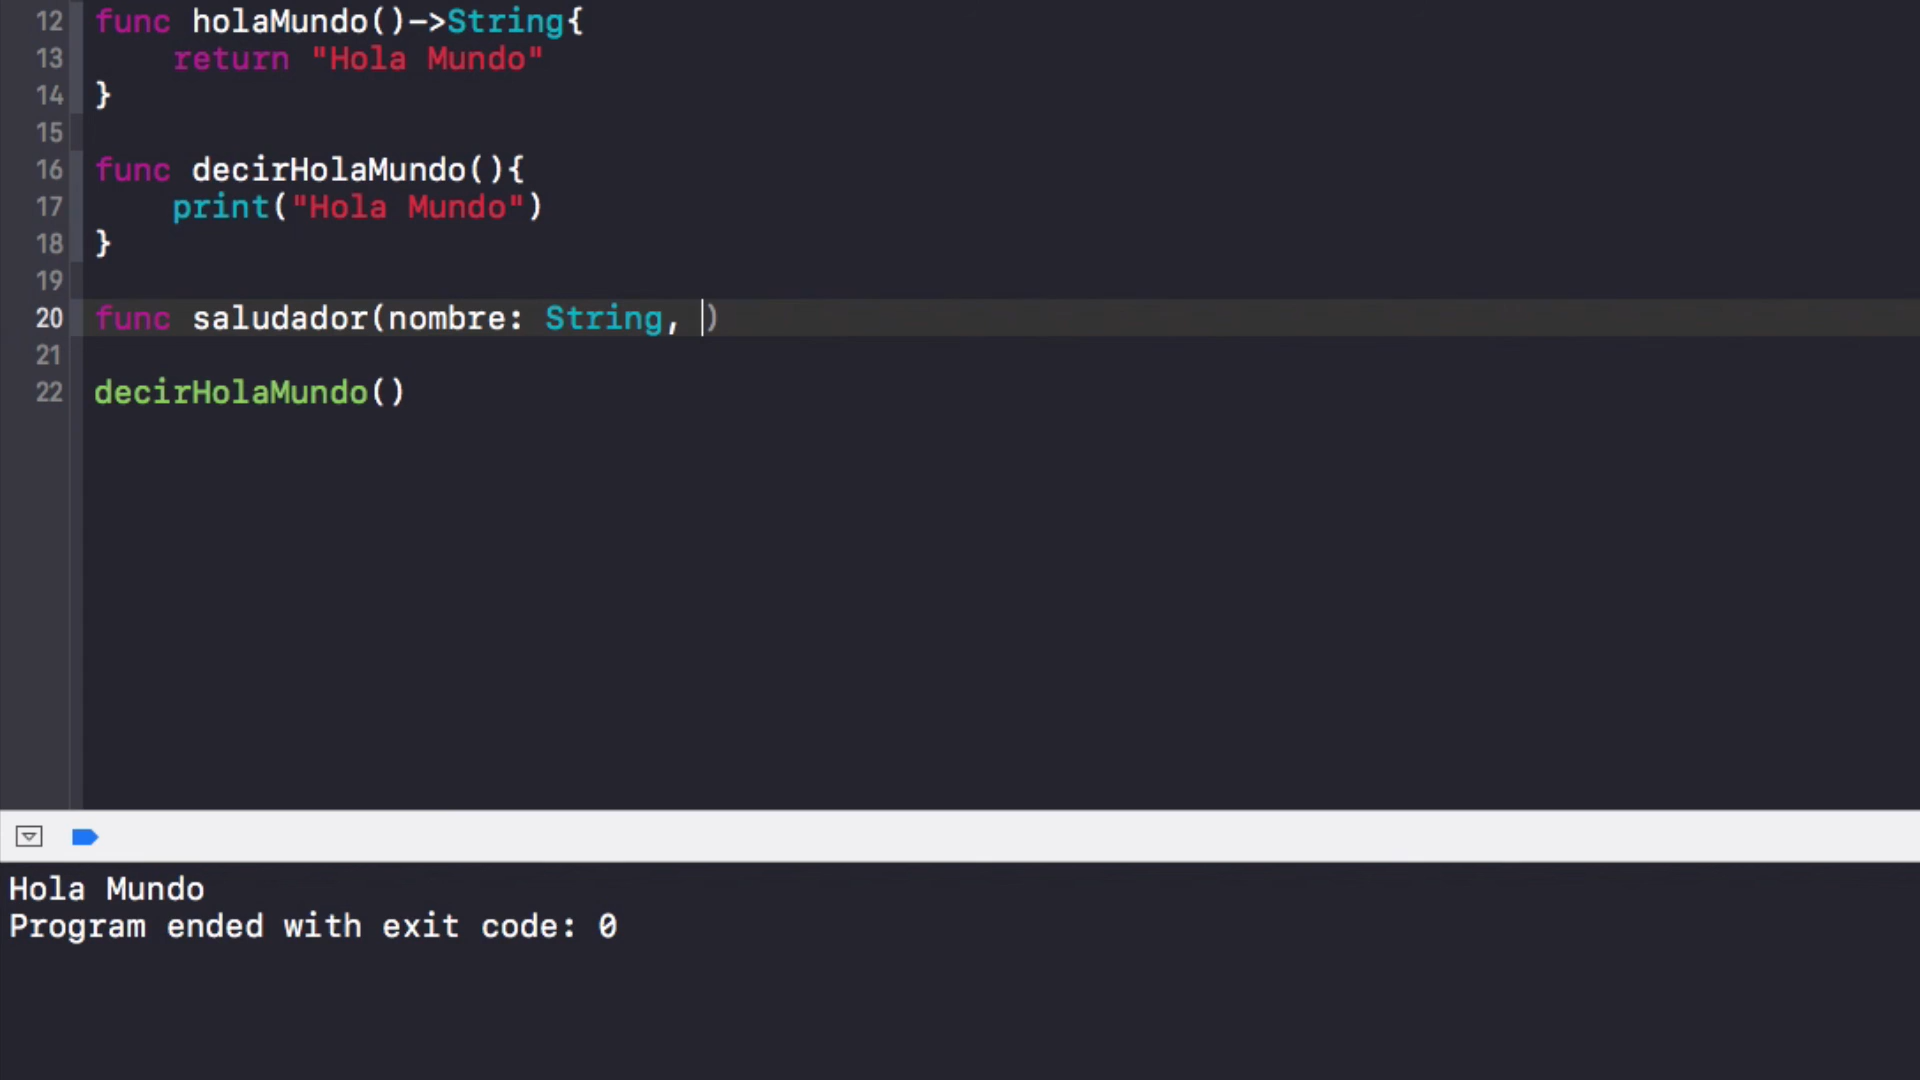 12 func holaMundo()->String{
13 return "Hola Mundo"
14 }
15
16 func decirHolaMundo(){
17 print("Hola Mundo")
18 }
19
20 func saludador(nombre: String, )
21
22 decirHolaMundo()
Hola Mundo
Program ended with exit code: 0